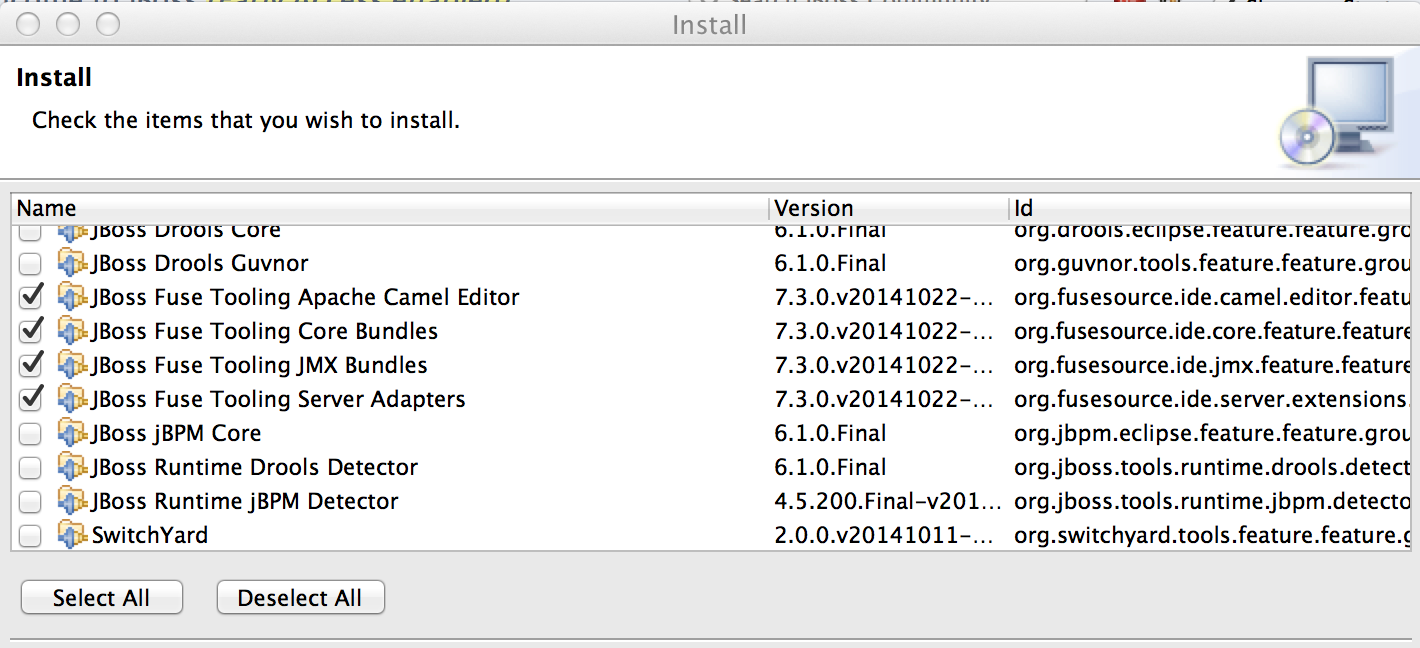 Install
Install
Check the items that you wish to install.
Name Version Id
JBoss Drools Core 6.1.0.Final org.drools.eclipse.feature.feature.gro
JBoss Drools Guvnor 6.1.0.Final org.guvnor.tools.feature.feature.grou
JBoss Fuse Tooling Apache Camel Editor 7.3.0.v20141022-... org.fusesource.ide.camel.editor.featu
JBoss Fuse Tooling Core Bundles 7.3.0.v20141022-... org.fusesource.ide.core.feature.feature
JBoss Fuse Tooling JMX Bundles 7.3.0.v20141022-... org.fusesource.ide.jmx.feature.feature
JBoss Fuse Tooling Server Adapters 7.3.0.v20141022-... org.fusesource.ide.server.extensions.
JBoss jBPM Core 6.1.0.Final org.jbpm.eclipse.feature.feature.grou
JBoss Runtime Drools Detector 6.1.0.Final org.jboss.tools.runtime.drools.detect
JBoss Runtime jBPM Detector 4.5.200.Final-v201... org.jboss.tools.runtime.jbpm.detecto
SwitchYard 2.0.0.v20141011-... org.switchyard.tools.feature.feature.g
Select All Deselect All